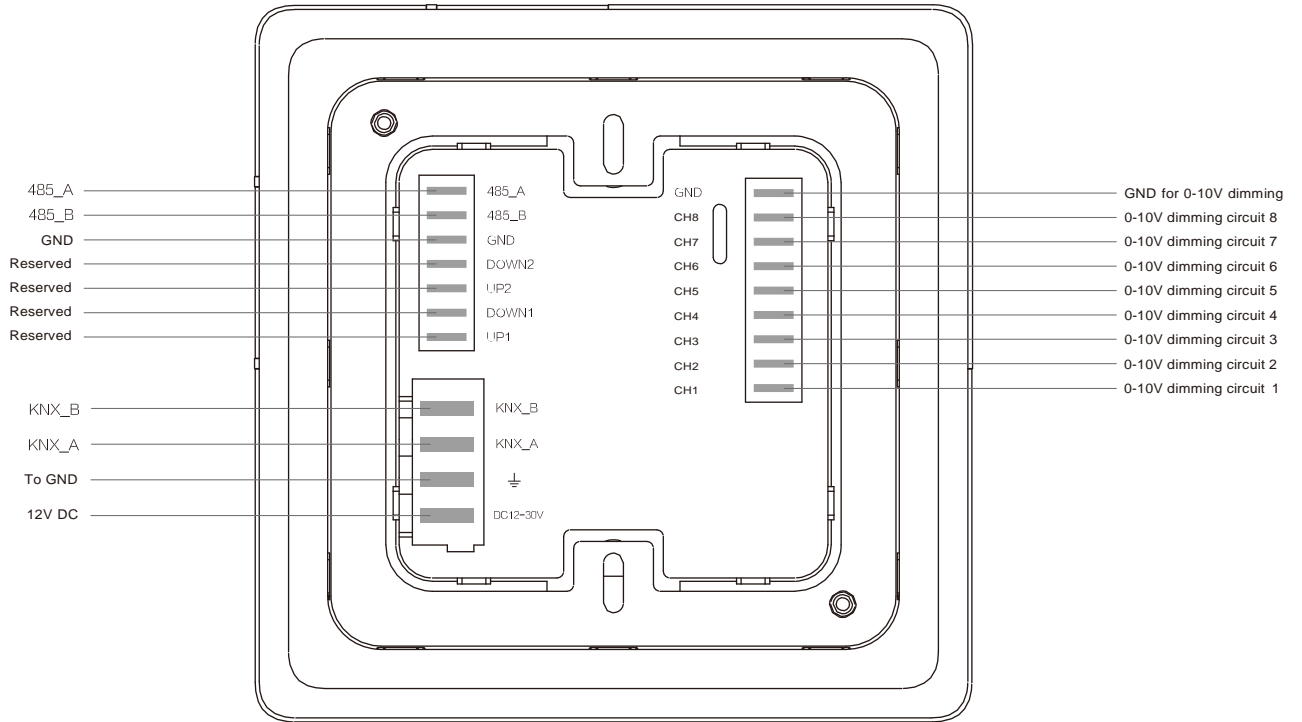 485_A 485_A
485_B 485_B
GND GND
Reserved DOWN2
Reserved UP2
Reserved DOWN1
Reserved UP1
KNX_B KNX_B
KNX_A KNX_A
To GND
12V DC DC12-30V
GND GND for 0-10V dimming
CH8 0-10V dimming circuit 8
CH7 0-10V dimming circuit 7
CH6 0-10V dimming circuit 6
CH5 0-10V dimming circuit 5
CH4 0-10V dimming circuit 4
CH3 0-10V dimming circuit 3
CH2 0-10V dimming circuit 2
CH1 0-10V dimming circuit 1